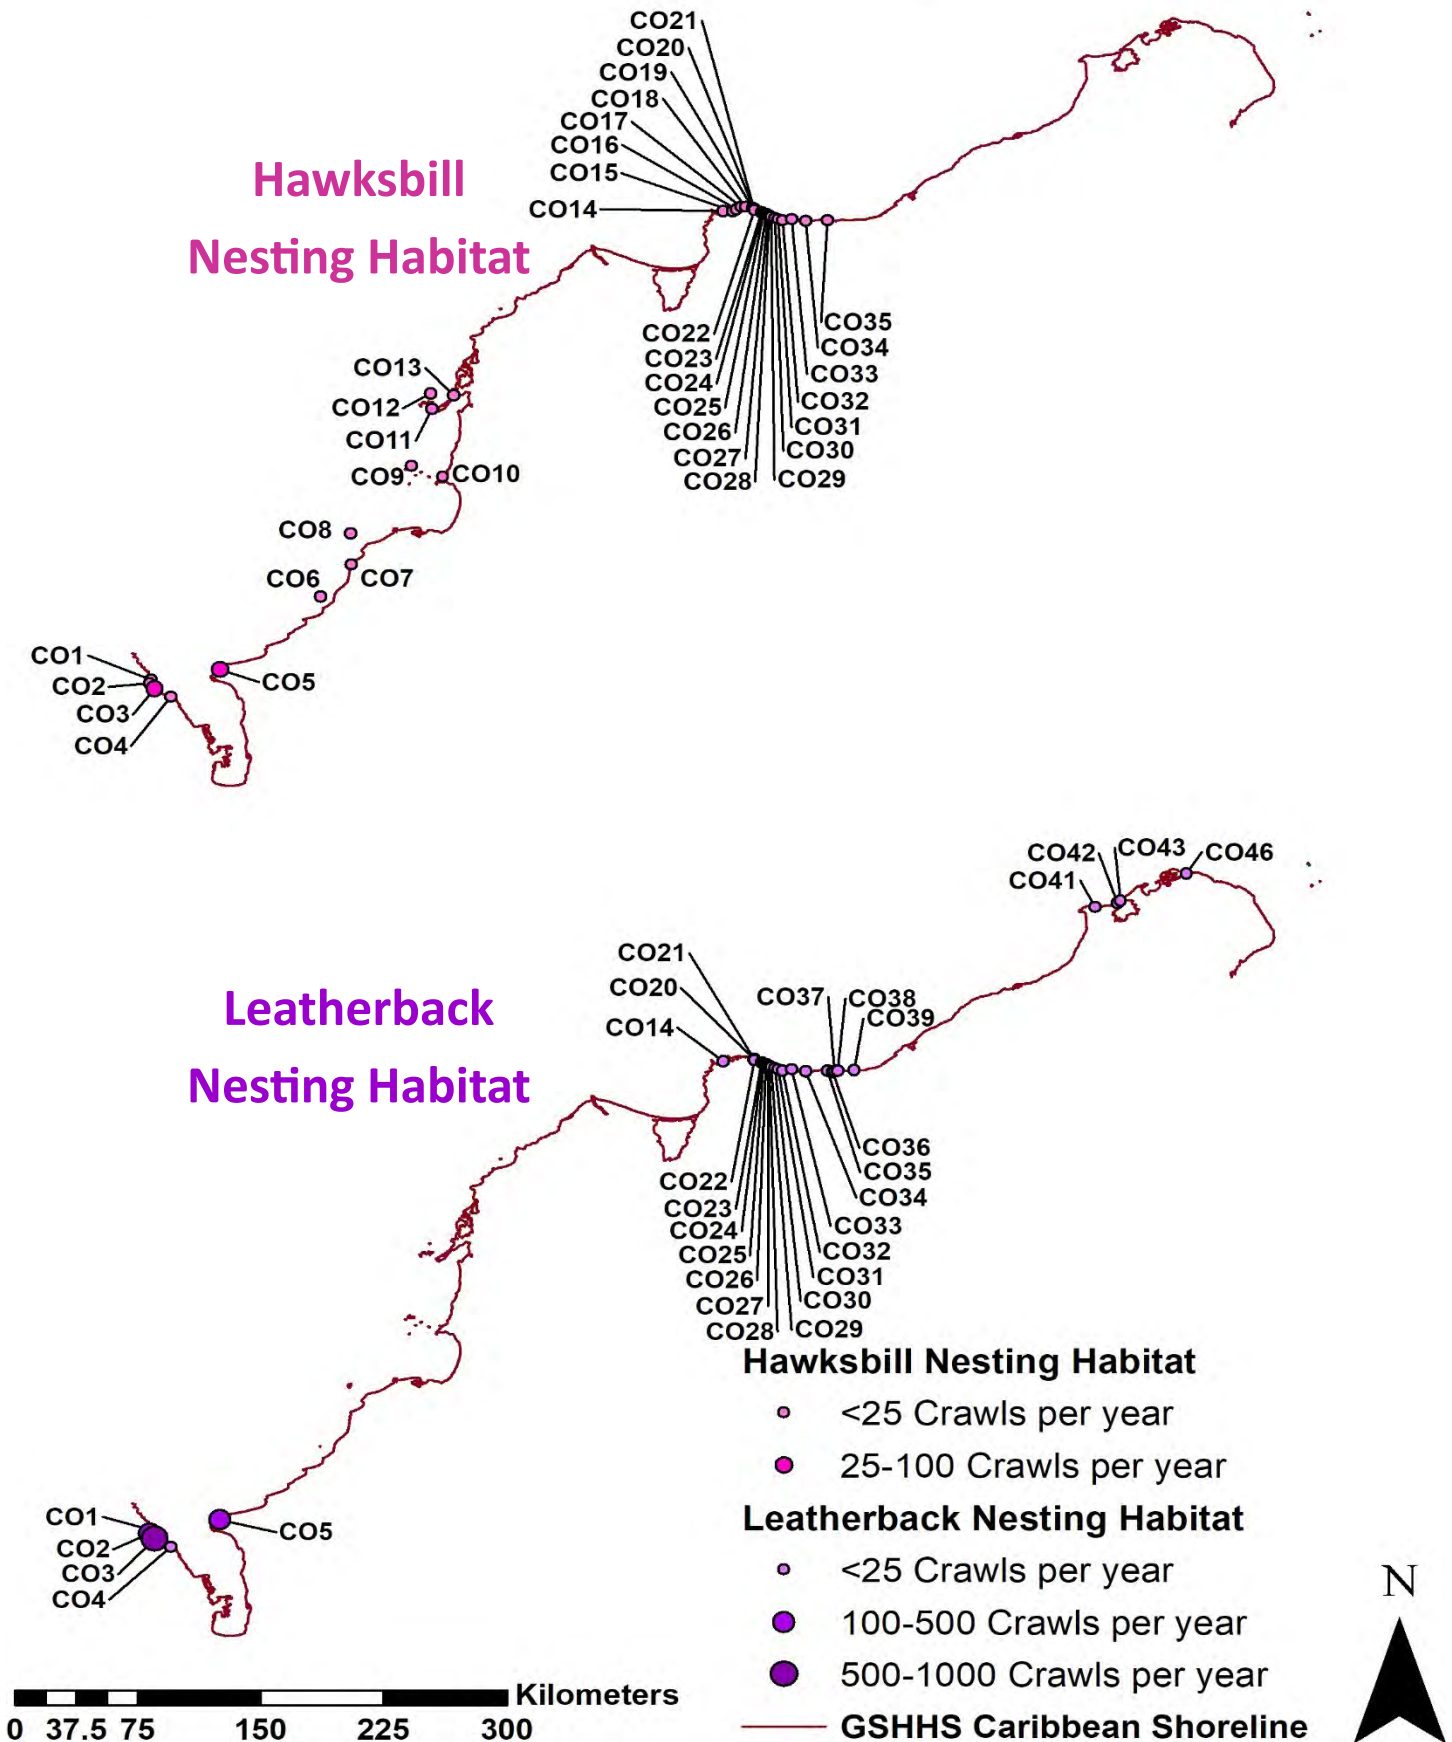 CO21
CO20
CO19
CO18
CO17
CO16
CO15
CO14
Hawksbill
Nesting Habitat
CO22
CO23
CO24
CO25
CO26
CO27
CO28
CO29
CO30
CO31
CO32
CO33
CO34
CO35
CO13
CO12
CO11
CO9
CO10
CO8
CO7
CO6
CO5
CO1
CO2
CO3
CO4
CO42
CO43
CO46
CO41
CO21
CO20
CO14
CO37
CO38
CO39
Leatherback
Nesting Habitat
CO36
CO35
CO34
CO33
CO32
CO31
CO30
CO29
CO22
CO23
CO24
CO25
CO26
CO27
CO28
CO1
CO2
CO3
CO4
CO5
Hawksbill Nesting Habitat
<25 Crawls per year
25-100 Crawls per year
Leatherback Nesting Habitat
<25 Crawls per year
100-500 Crawls per year
500-1000 Crawls per year
GSHHS Caribbean Shoreline
N
Kilometers
0 37.5 75 150 225 300